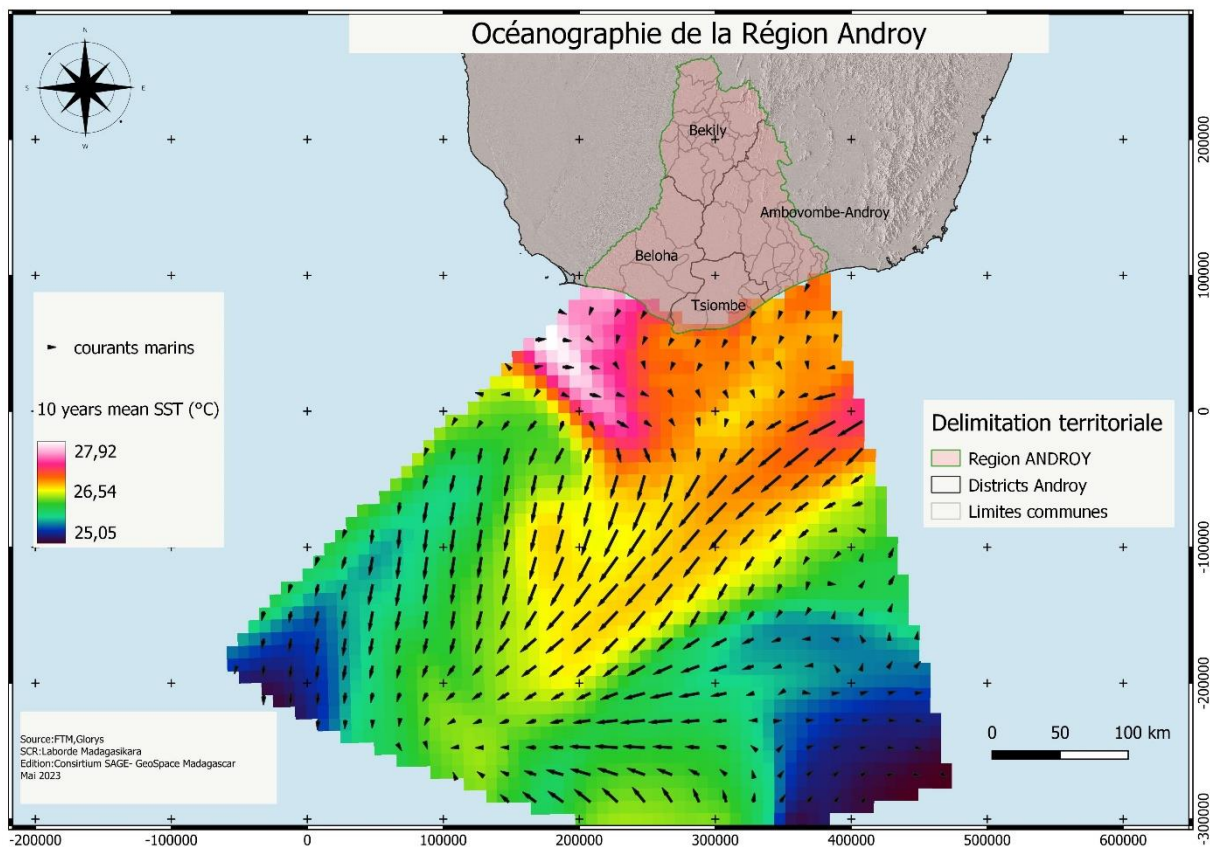 Océanographie de la Région Androy
N
S
E
W
Bekily
Ambovombe-Androy
Beloha
Tsiombe
courants marins
10 years mean SST (°C)
27,92
26,54
25,05
Delimitation territoriale
Region ANDROY
Districts Androy
Limites communes
0 50 100 km
Source:FTM,Glorys
SCR:Laborde Madagasikara
Edition:Consirtium SAGE- GeoSpace Madagascar
Mai 2023
200000
100000
0
-100000
-200000
-300000
-200000 -100000 0 100000 200000 300000 400000 500000 600000